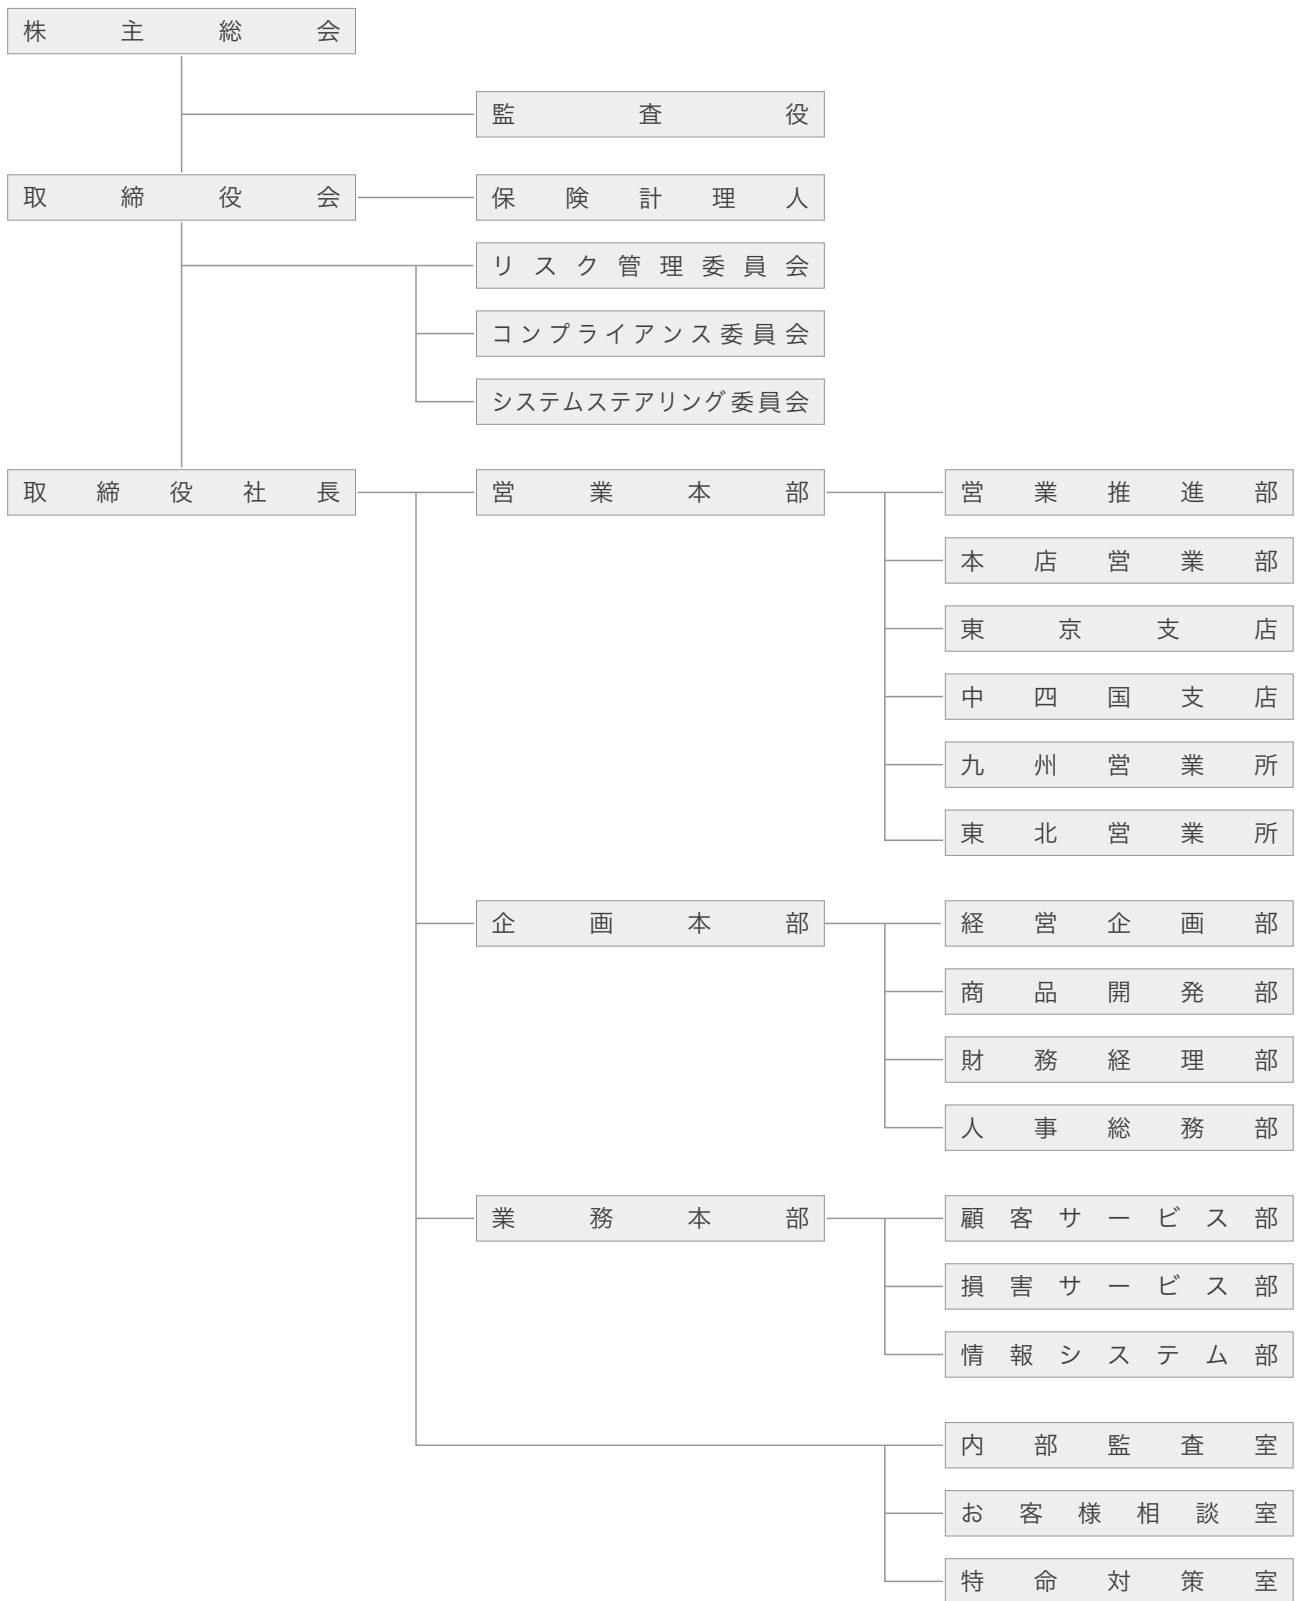 株主総会
監査役
取締役会
保険計理人
リスク管理委員会
コンプライアンス委員会
システムステアリング委員会
取締役社長
営業本部
営業推進部
本店営業部
東京支店
中四国支店
九州営業所
東北営業所
企画本部
経営企画部
商品開発部
財務経理部
人事総務部
業務本部
顧客サービス部
損害サービス部
情報システム部
内部監査室
お客様相談室
特命対策室